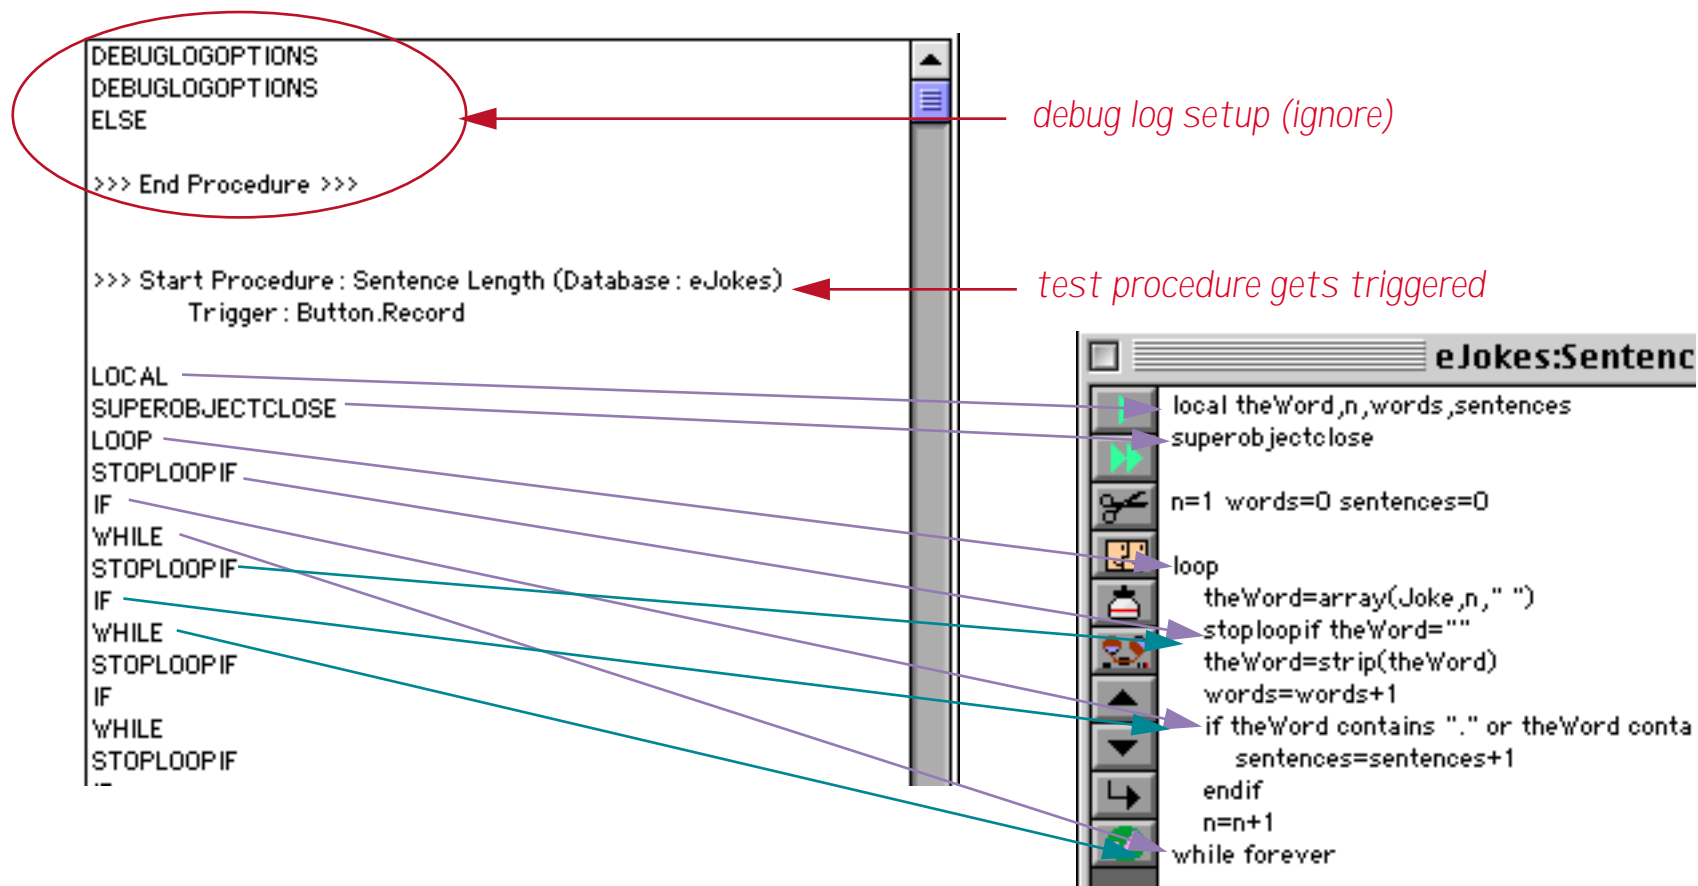 DEBUGLOGOPTIONS
DEBUGLOGOPTIONS
ELSE
>>> End Procedure >>>
debug log setup (ignore)
>>> Start Procedure : Sentence Length (Database : eJokes)
Trigger : Button.Record
test procedure gets triggered
LOCAL
SUPEROBJECTCLOSE
LOOP
STOPLOOPIF
IF
WHILE
STOPLOOPIF
IF
WHILE
STOPLOOPIF
IF
WHILE
STOPLOOPIF
eJokes:Sentenc
local theWord,n,words,sentences
superobjectclose
n=1 words=0 sentences=0
loop
theWord=array(Joke,n," ")
stoploopif theWord=""
theWord=strip(theWord)
words=words+1
if theWord contains "." or theWord conta
sentences=sentences+1
endif
n=n+1
while forever